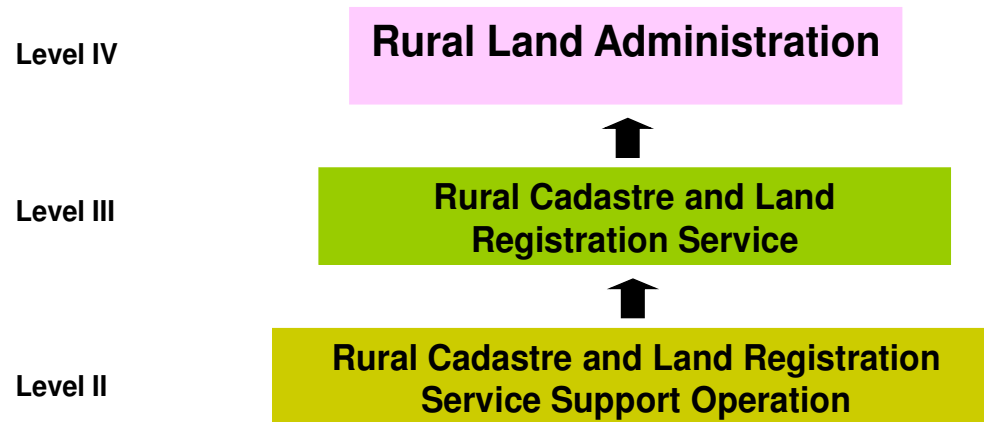 Level IV
Rural Land Administration
Level III
Rural Cadastre and Land
Registration Service
Level II
Rural Cadastre and Land Registration
Service Support Operation